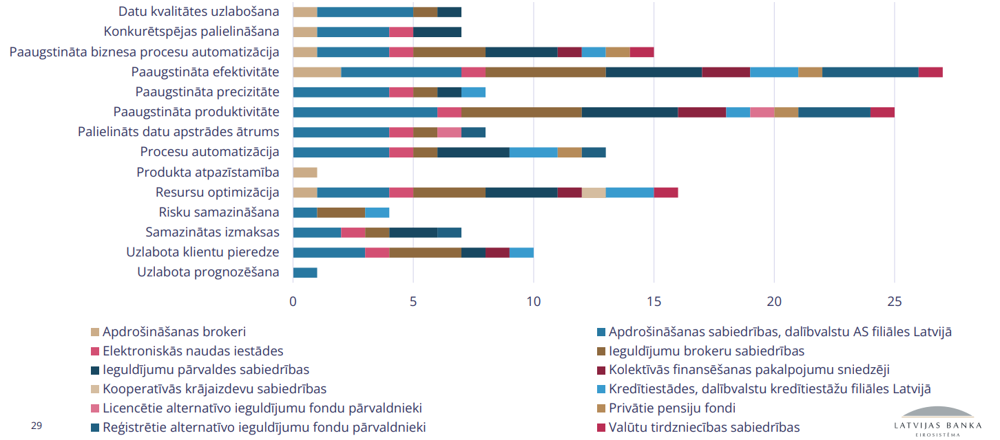 Datu kvalitātes uzlabošana
Konkurētspējas palielināšana
Paaugstināta biznesa procesu automatizācija
Paaugstināta efektivitāte
Paaugstināta precizitāte
Paaugstināta produktivitāte
Palielināts datu apstrādes ātrums
Procesu automatizācija
Produkta atpazīstamība
Resursu optimizācija
Risku samazināšana
Samazinātas izmaksas
Uzlabota klientu pieredze
Uzlabota prognozēšana
0 5 10 15 20 25
Apdrošināšanas brokeri
Elektroniskās naudas iestādes
Ieguldījumu pārvaldes sabiedrības
Kooperatīvās krājaizdevu sabiedrības
Licencētie alternatīvo ieguldījumu fondu pārvaldnieki
Reģistrētie alternatīvo ieguldījumu fondu pārvaldnieki
Apdrošināšanas sabiedrības, dalībvalstu AS filiāles Latvijā
Ieguldījumu brokeru sabiedrības
Kolektīvās finansēšanas pakalpojumu sniedzēji
Kredītiestādes, dalībvalstu kredītiestāžu filiāles Latvijā
Privātie pensiju fondi
Valūtu tirdzniecības sabiedrības
29
LATVIJAS BANKA
EIROSISTĒMA